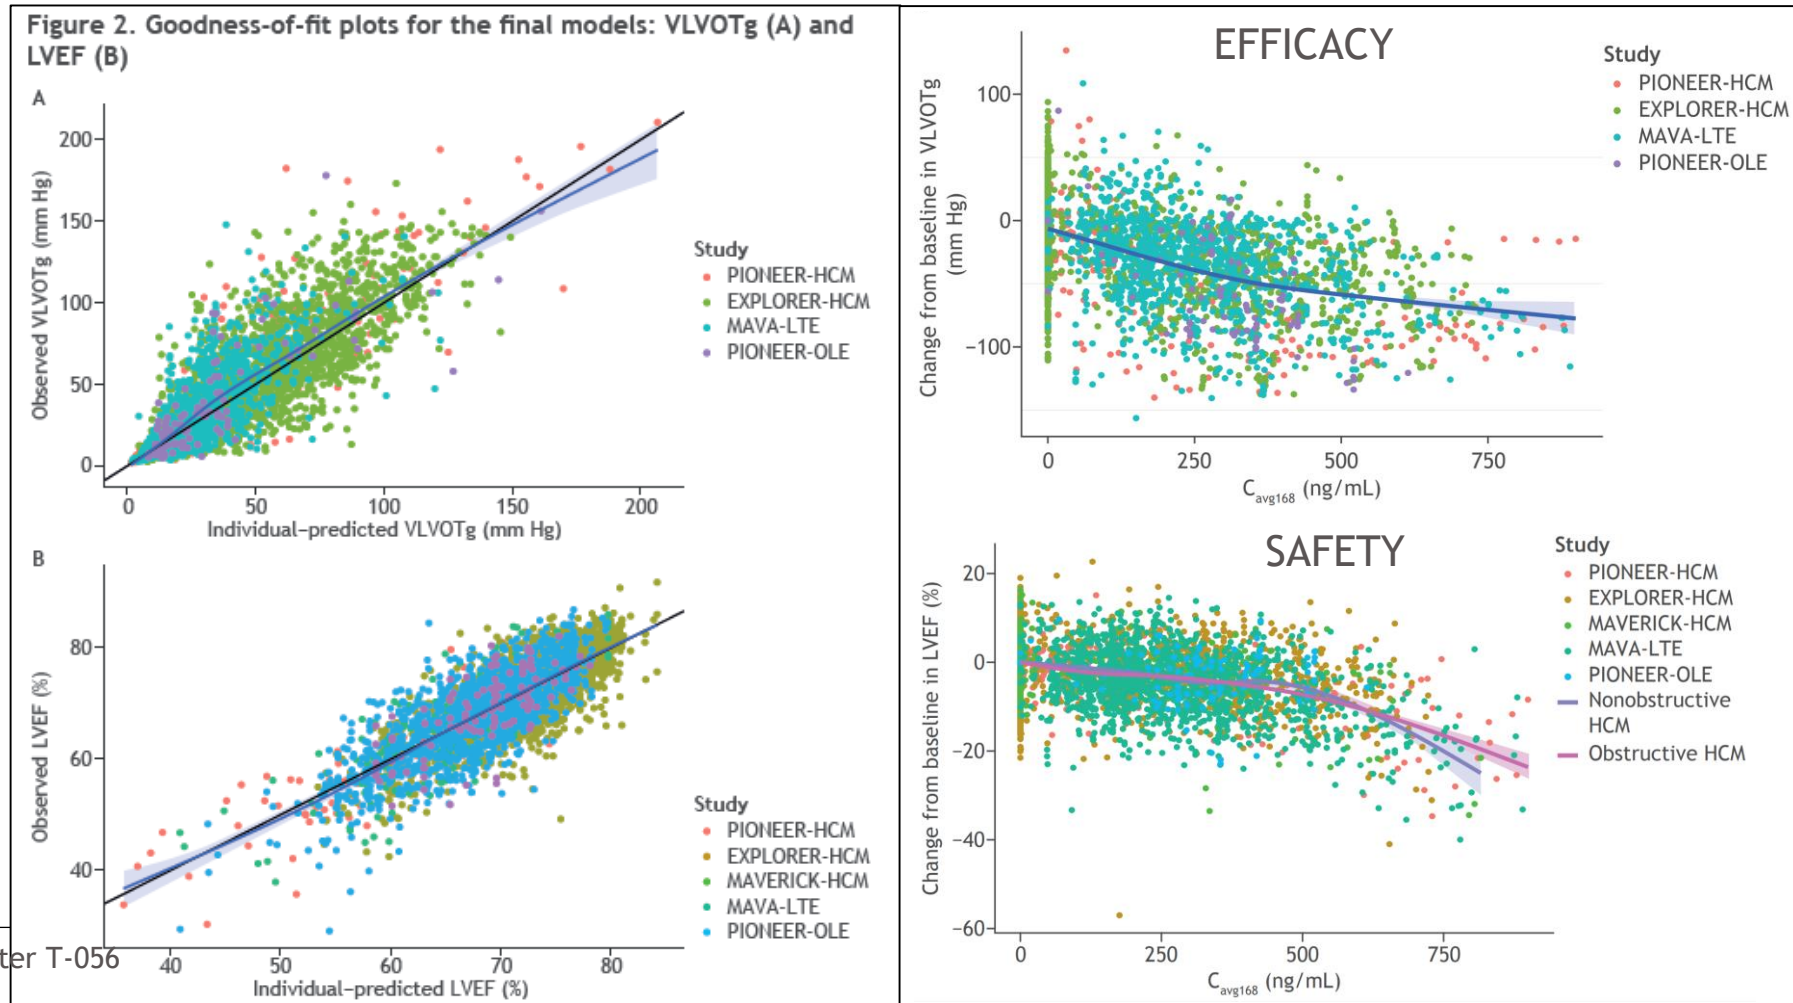 Figure 2. Goodness-of-fit plots for the final models: VLVOTg (A) and
LVEF (B)
A
Observed VLVOTg (mm Hg)
200
150
100
50
0
0 50 100 150 200
Individual-predicted VLVOTg (mm Hg)
Study
PIONEER-HCM
EXPLORER-HCM
MAVA-LTE
PIONEER-OLE
B
Observed LVEF (%)
80
60
40
40 50 60 70 80
Individual-predicted LVEF (%)
Study
PIONEER-HCM
EXPLORER-HCM
MAVERICK-HCM
MAVA-LTE
PIONEER-OLE
ter T-056
EFFICACY
Change from baseline in VLVOTg
(mm Hg)
100
0
-100
0 250 500 750
Cavg168 (ng/mL)
Study
PIONEER-HCM
EXPLORER-HCM
MAVA-LTE
PIONEER-OLE
SAFETY
Change from baseline in LVEF (%)
20
0
-20
-40
-60
0 250 500 750
Cavg168 (ng/mL)
Study
PIONEER-HCM
EXPLORER-HCM
MAVERICK-HCM
MAVA-LTE
PIONEER-OLE
Nonobstructive
HCM
Obstructive HCM